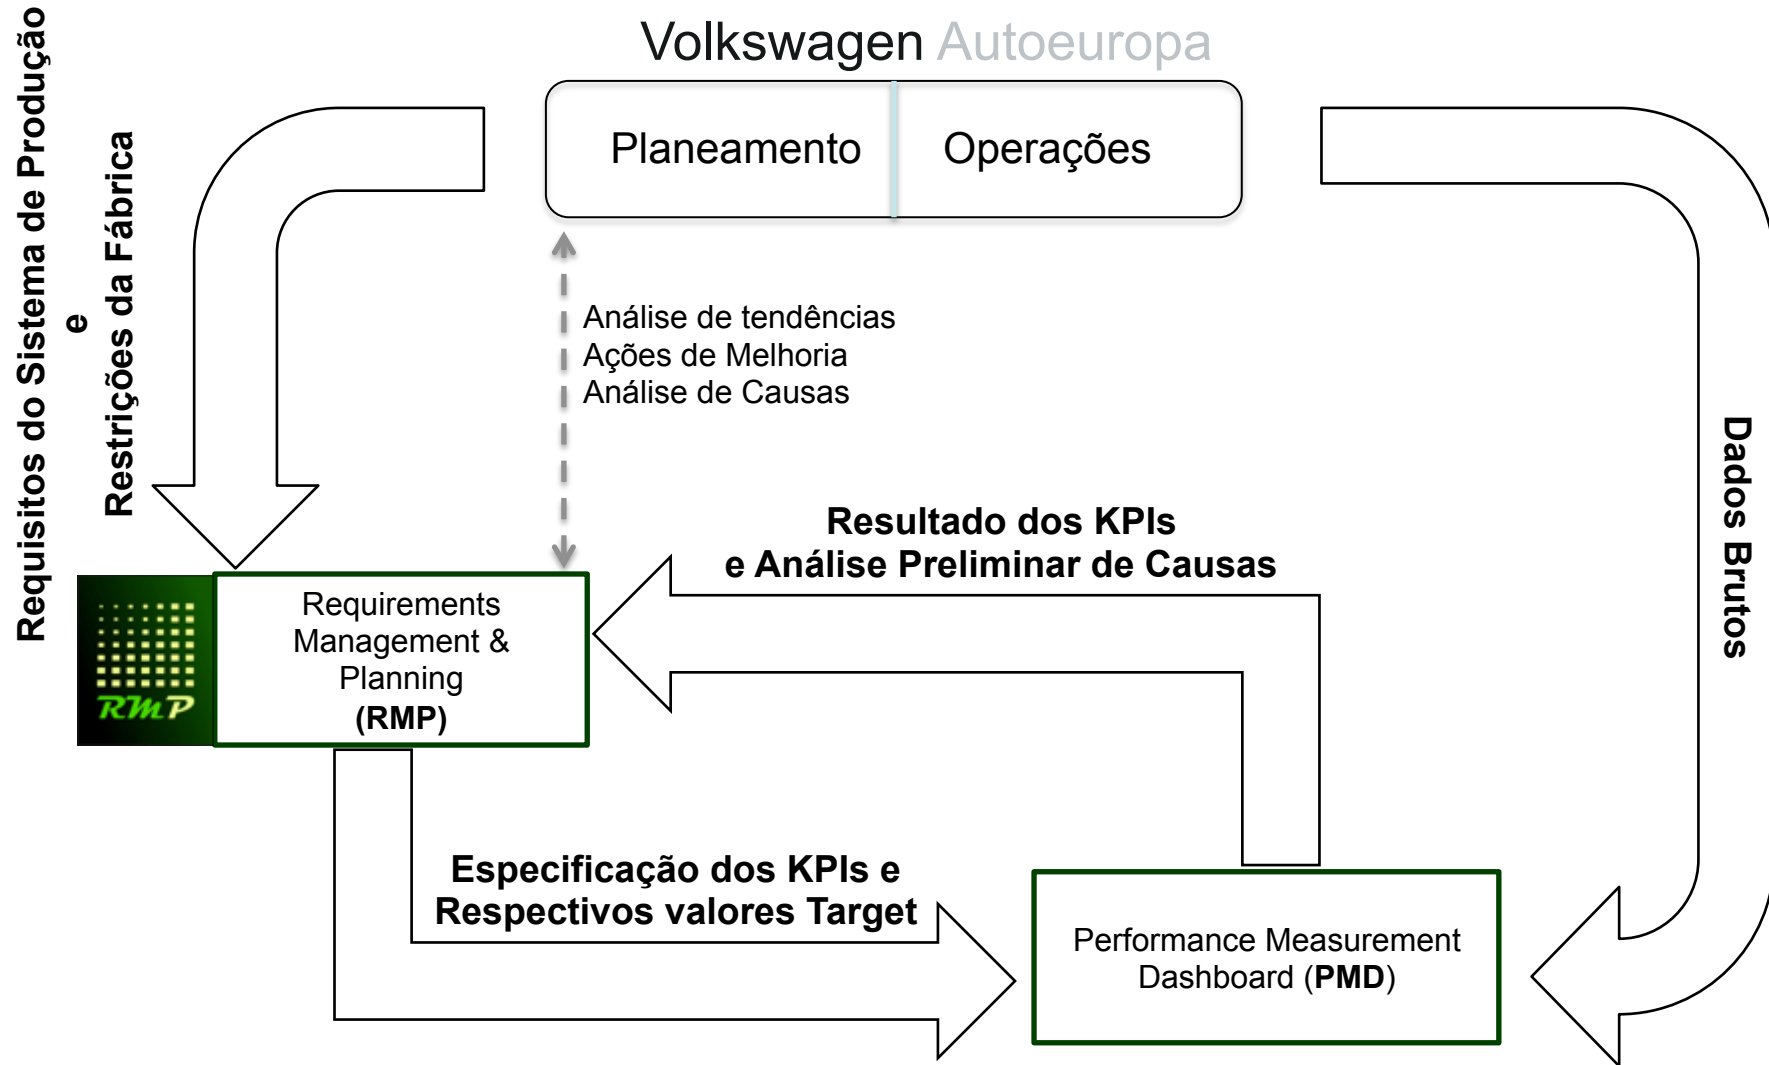 Volkswagen Autoeuropa
Planeamento
Operações
Requisitos do Sistema de Produção
e
Restrições da Fábrica
Análise de tendências
Ações de Melhoria
Análise de Causas
Dados Brutos
Resultado dos KPIs
e Análise Preliminar de Causas
RMP
Requirements
Management &
Planning
(RMP)
Especificação dos KPIs e
Respectivos valores Target
Performance Measurement
Dashboard (PMD)